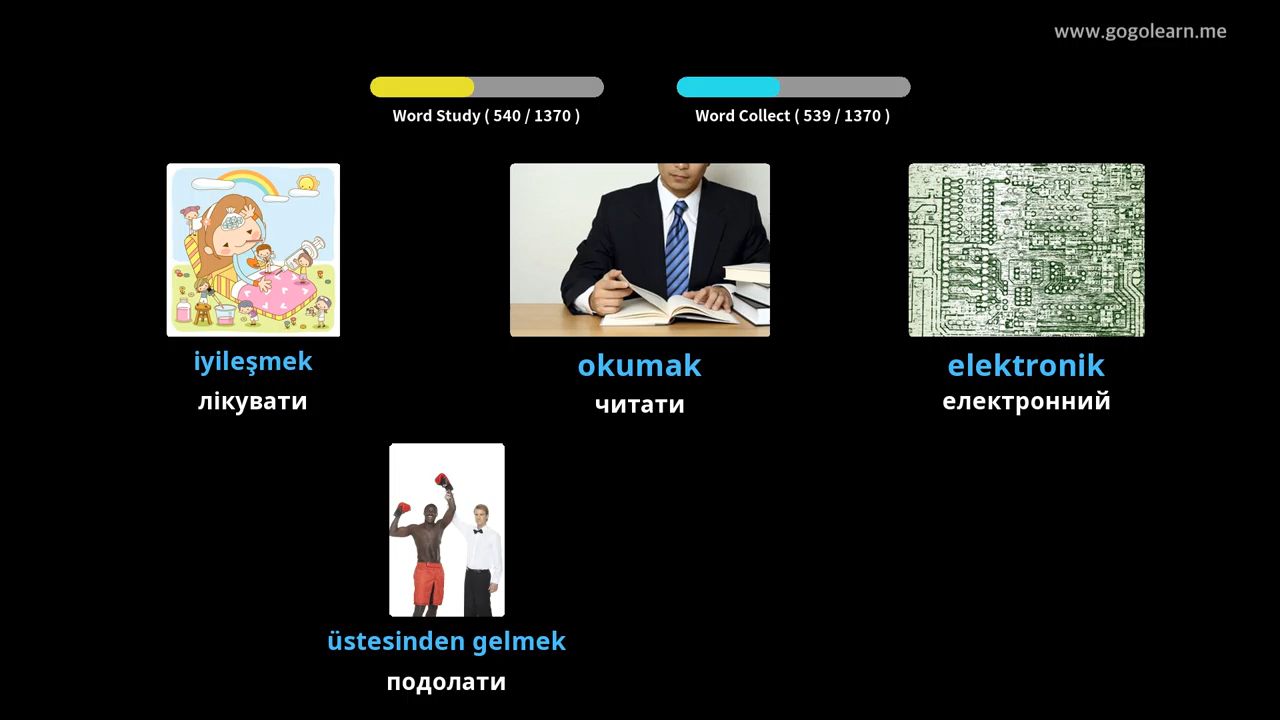 www.gogolearn.me
Word Study ( 540 / 1370 )
Word Collect ( 539 / 1370 )
iyileşmek
лікувати
okumak
читати
elektronik
електронний
üstesinden gelmek
подолати